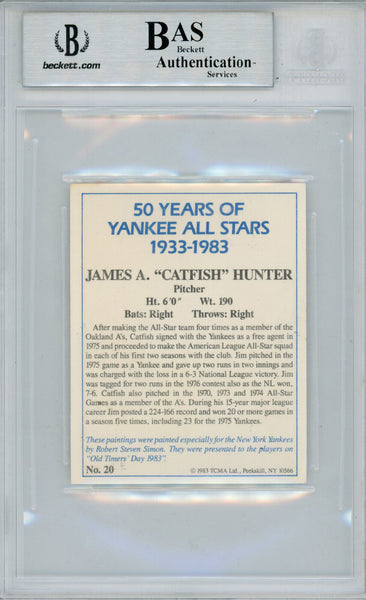 B
beckett.com
BAS
Beckett
Authentication
Services
50 YEARS OF
YANKEE ALL STARS
1933-1983
JAMES A. "CATFISH" HUNTER
Pitcher
Ht. 6'0" Wt. 190
Bats: Right Throws: Right
After making the All-Star team four times as a member of the
Oakland A's, Catfish signed with the Yankees as a free agent in
1975 and proceeded to make the American League All-Star squad
in each of his first two seasons with the club. Jim pitched in the
1975 game as a Yankee and gave up two runs in two innings and
was charged with the loss in a 6-3 National League victory. Jim
was tagged for two runs in the 1976 contest also as the NL won,
7-6. Catfish also pitched in the 1970, 1973 and 1974 All-Star
Games as a member of the A's. During his 15-year major league
career Jim posted a 224-166 record and won 20 or more games in
a season five times, including 23 for the 1975 Yankees.
These paintings were painted especially for the New York Yankees
by Robert Steven Simon. They were presented to the players on
"Old Timers' Day 1983".
No. 20 © 1983 TCMA Ltd., Peekskill, NY 10566